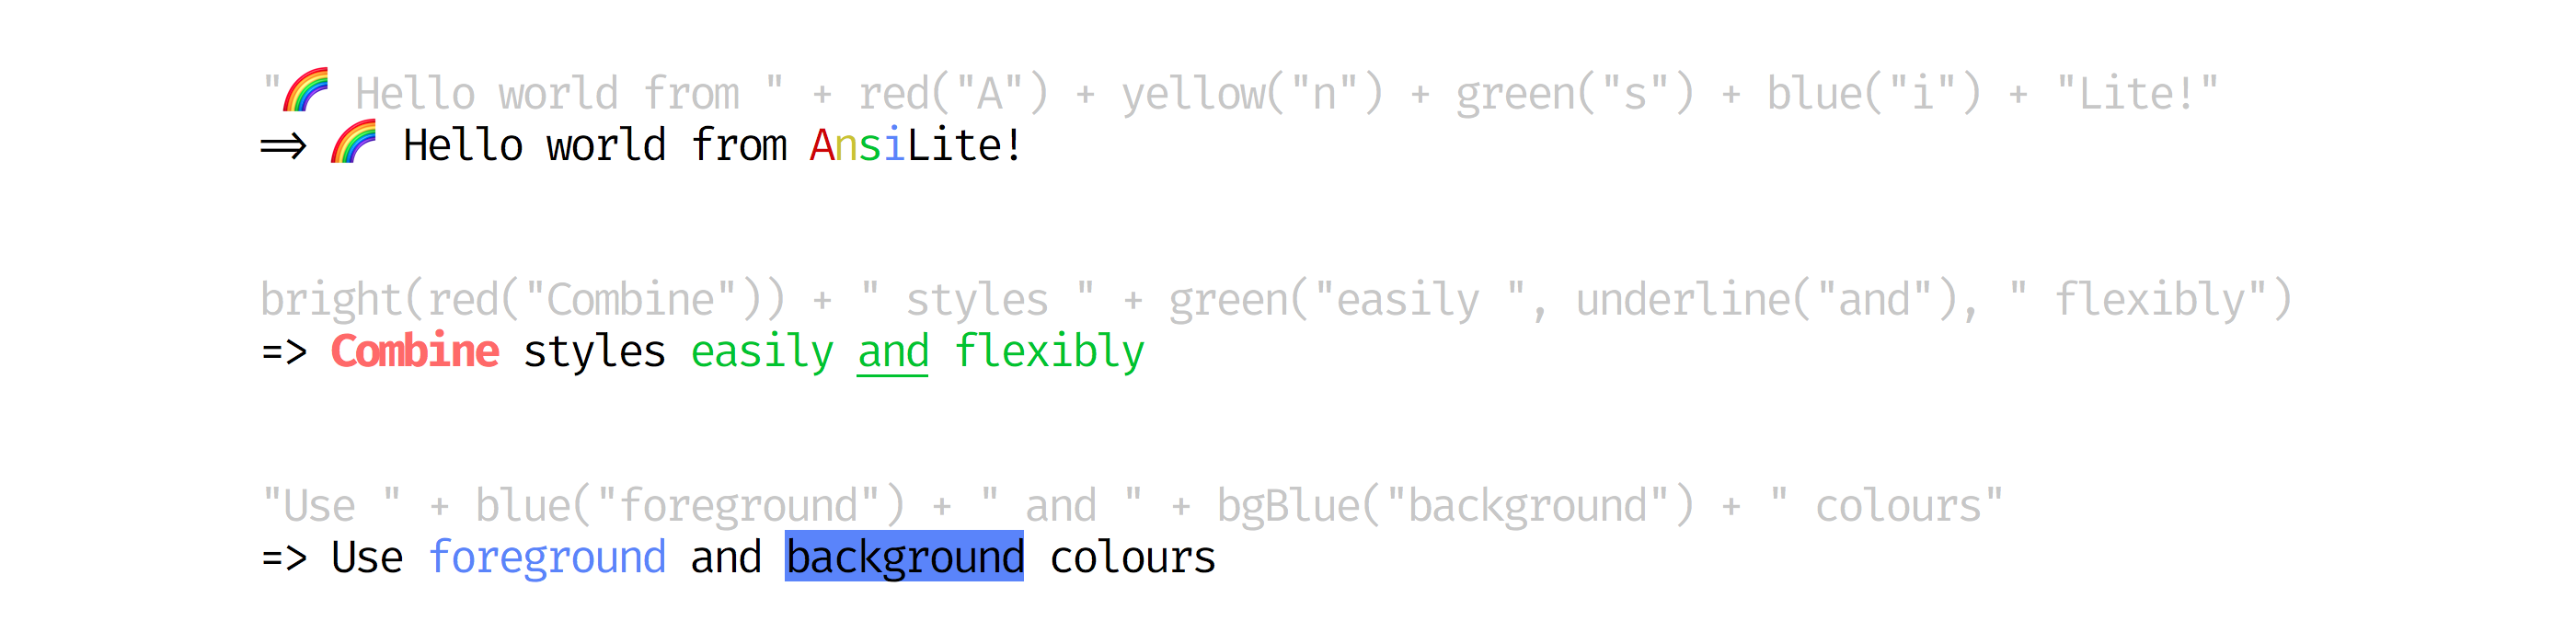 "🌈 Hello world from " + red("A") + yellow("n") + green("s") + blue("i") + "Lite!"
=> 🌈 Hello world from AnsiLite!
bright(red("Combine")) + " styles " + green("easily ", underline("and"), " flexibly")
=> Combine styles easily and flexibly
"Use " + blue("foreground") + " and " + bgBlue("background") + " colours"
=> Use foreground and background colours